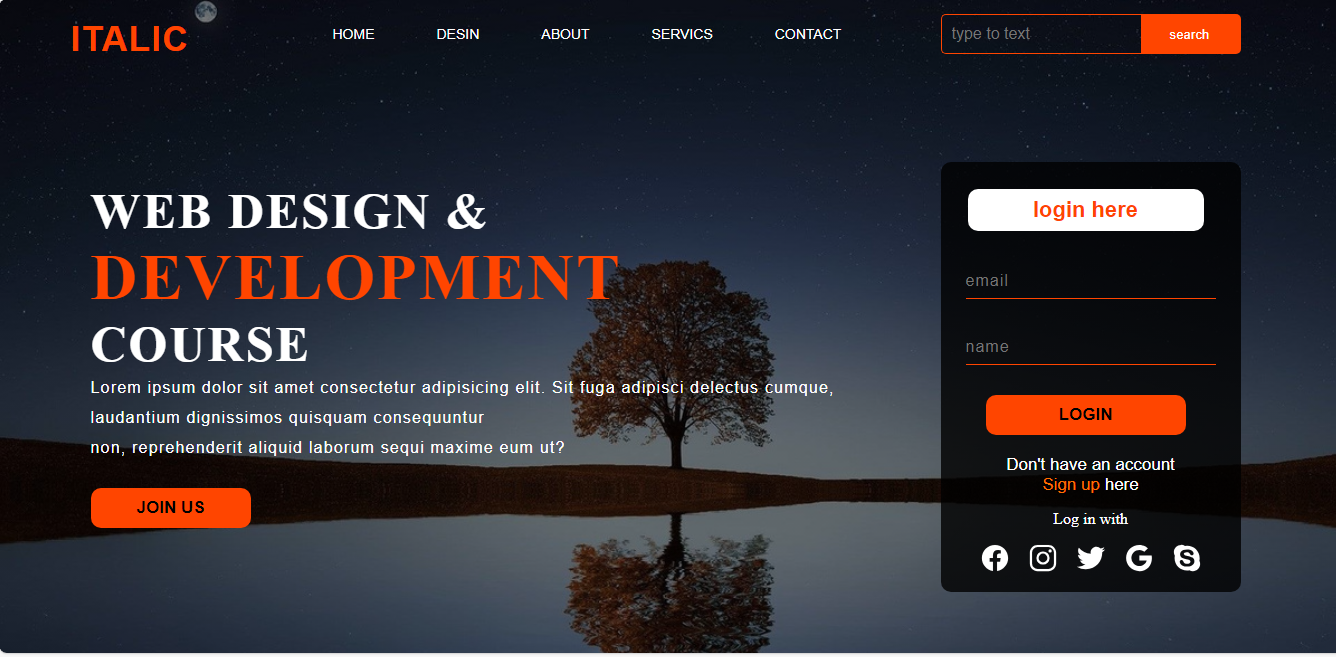 ITALIC
HOME DESIN ABOUT SERVICS CONTACT
type to text search
WEB DESIGN &
DEVELOPMENT
COURSE
Lorem ipsum dolor sit amet consectetur adipisicing elit. Sit fuga adipisci delectus cumque,
laudantium dignissimos quisquam consequuntur
non, reprehenderit aliquid laborum sequi maxime eum ut?
JOIN US
login here
email
name
LOGIN
Don't have an account
Sign up here
Log in with